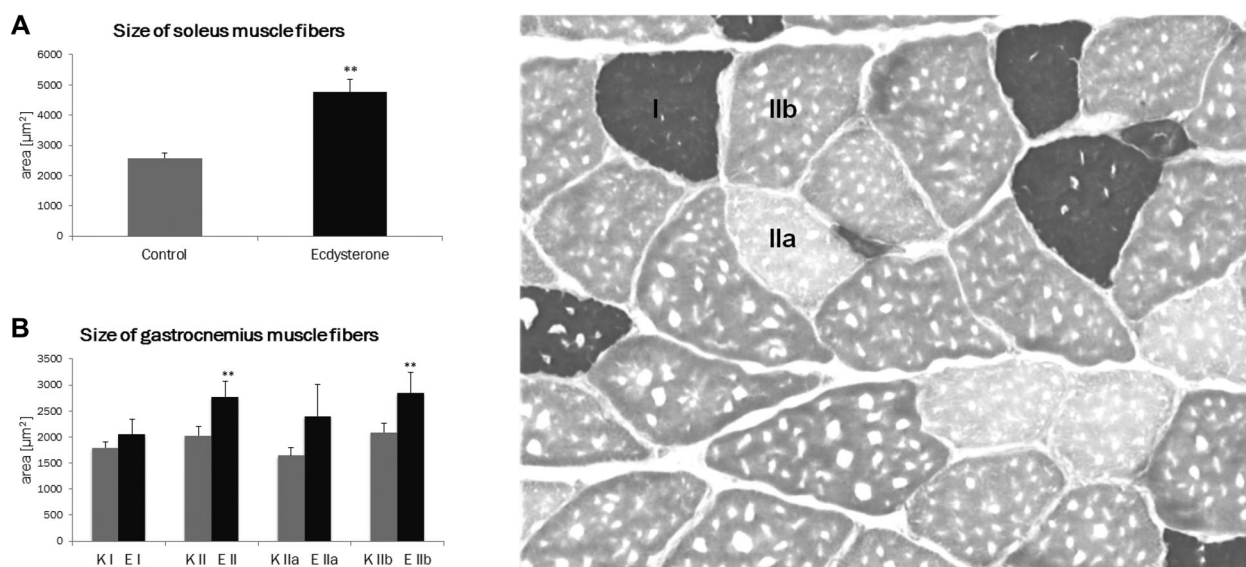 A
Size of soleus muscle fibers
6000
5000
4000
3000
2000
1000
0
area [µm²]
**
Control Ecdysterone
B
Size of gastrocnemius muscle fibers
3500
3000
2500
2000
1500
1000
500
0
area [µm²]
** **
K I E I K II E II K IIa E IIa K IIb E IIb
I IIb
IIa